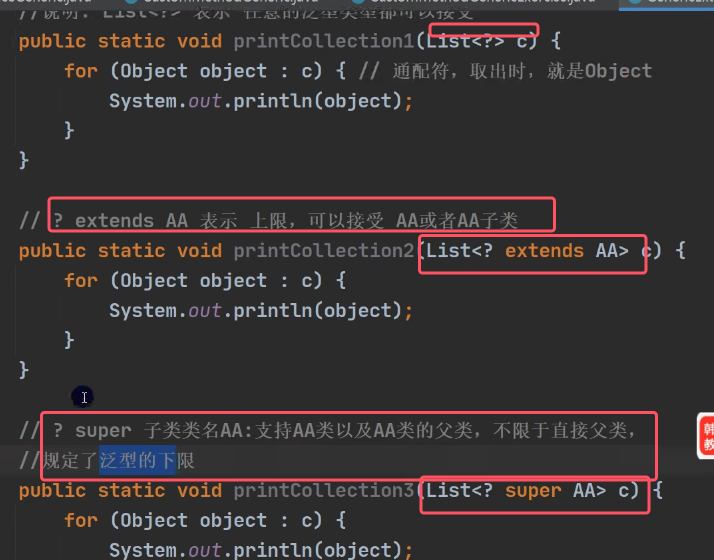 //说明: List<?> 表示 任意的泛型类型都可以接受
public static void printCollection1(List<?> c) {
for (Object object : c) { // 通配符，取出时，就是Object
System.out.println(object);
}
}
// ? extends AA 表示 上限，可以接受 AA或者AA子类
public static void printCollection2(List<? extends AA> c) {
for (Object object : c) {
System.out.println(object);
}
}
// ? super 子类类名AA:支持AA类以及AA类的父类，不限于直接父类，
//规定了泛型的下限
public static void printCollection3(List<? super AA> c) {
for (Object object : c) {
System.out.println(object);
韩
教